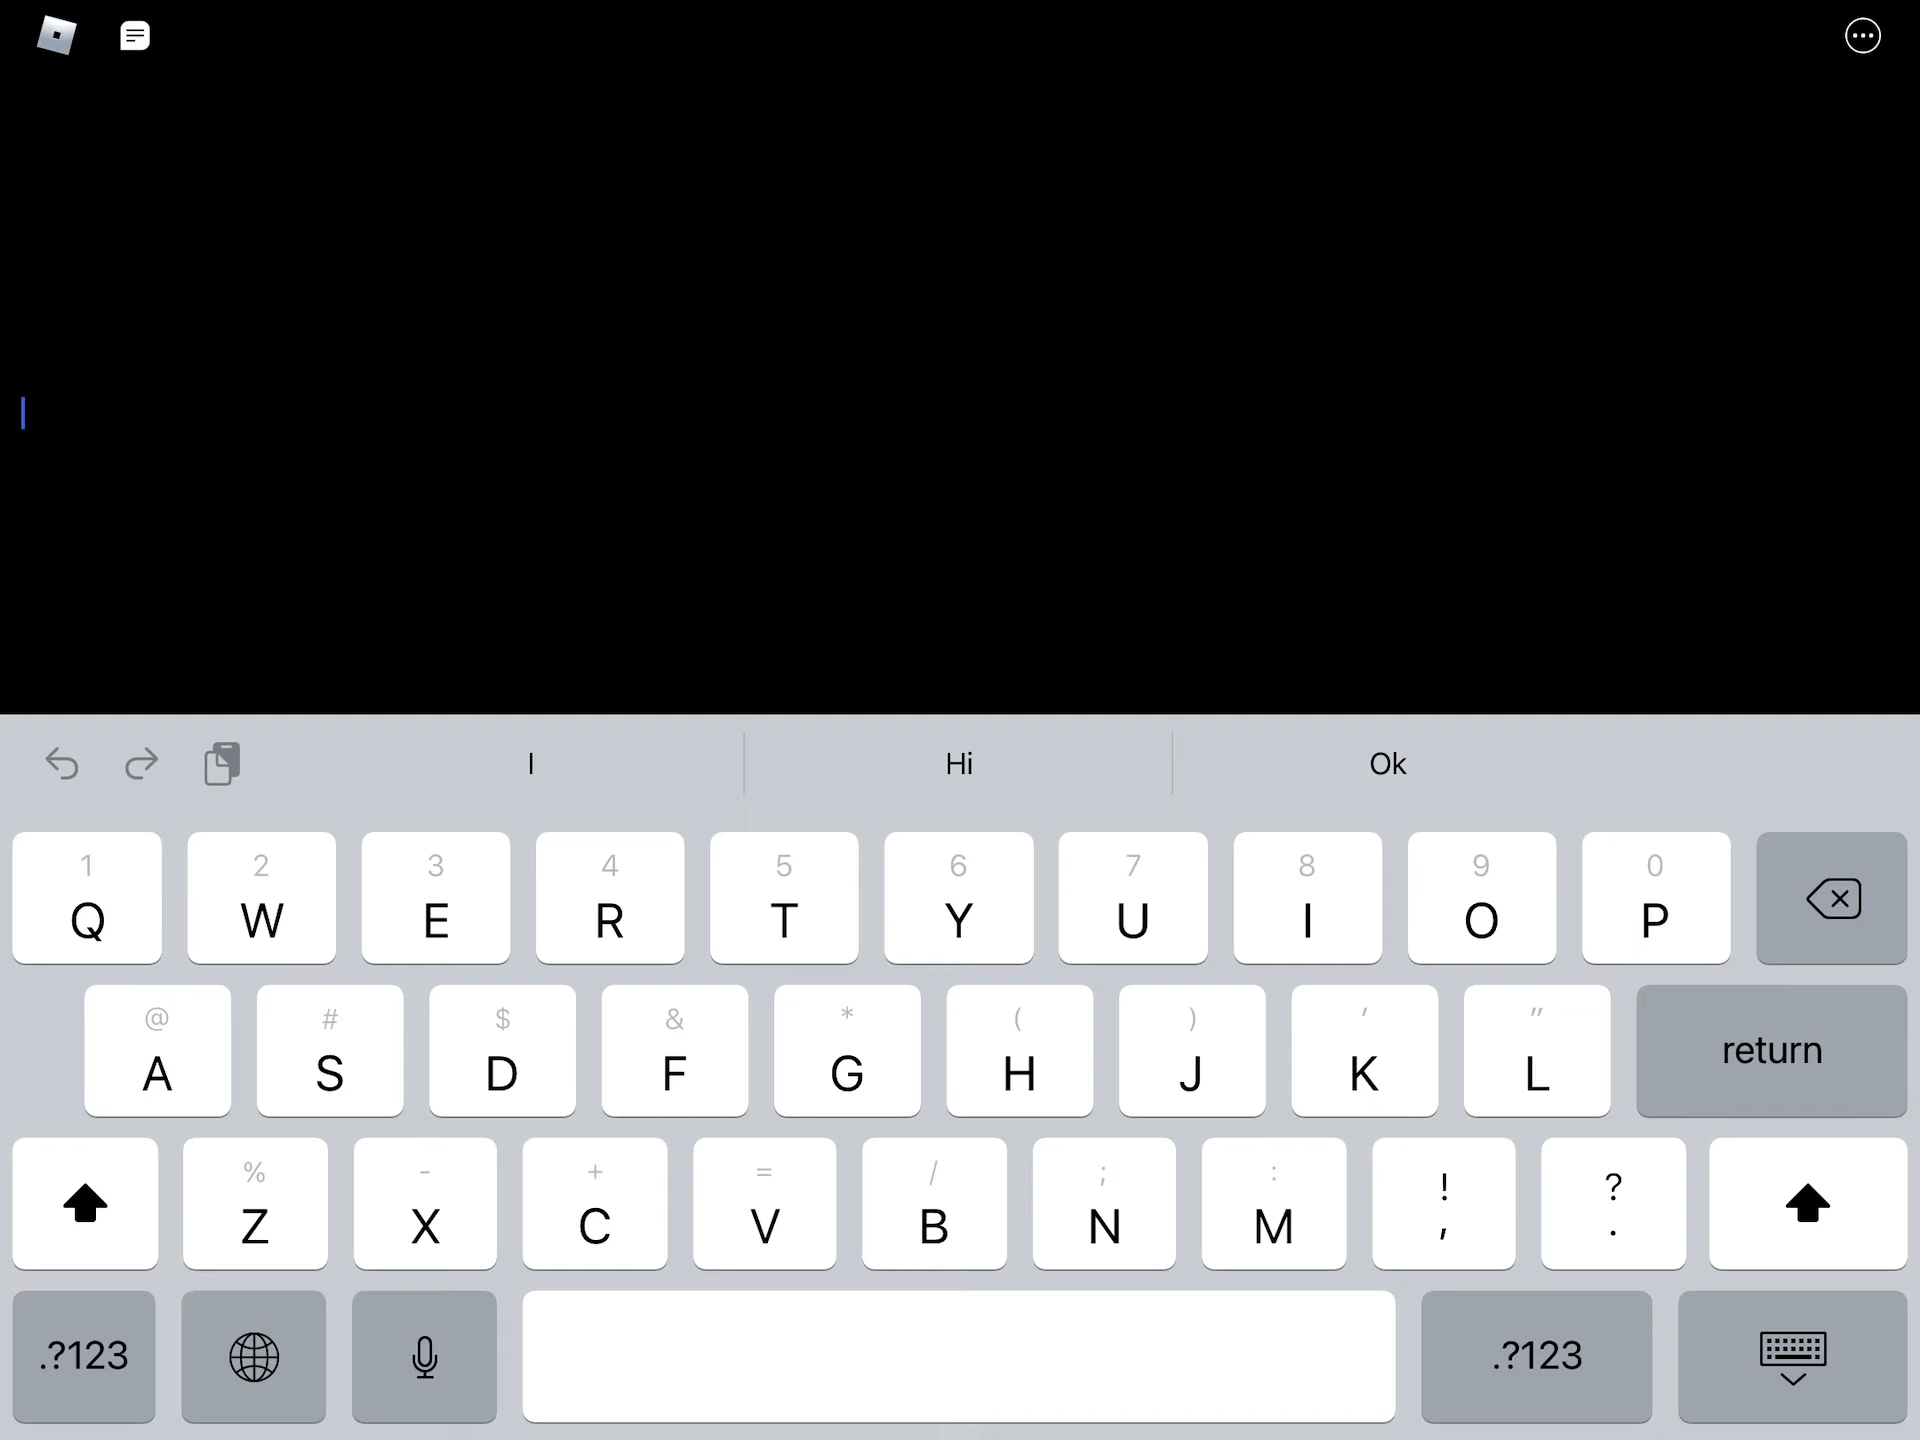 I Hi Ok
1 2 3 4 5 6 7 8 9 0
Q W E R T Y U I O P
@ # $ & * ( ) ' "
A S D F G H J K L return
% - + = / ; : ! ?
Z X C V B N M , .
.?123 .?123